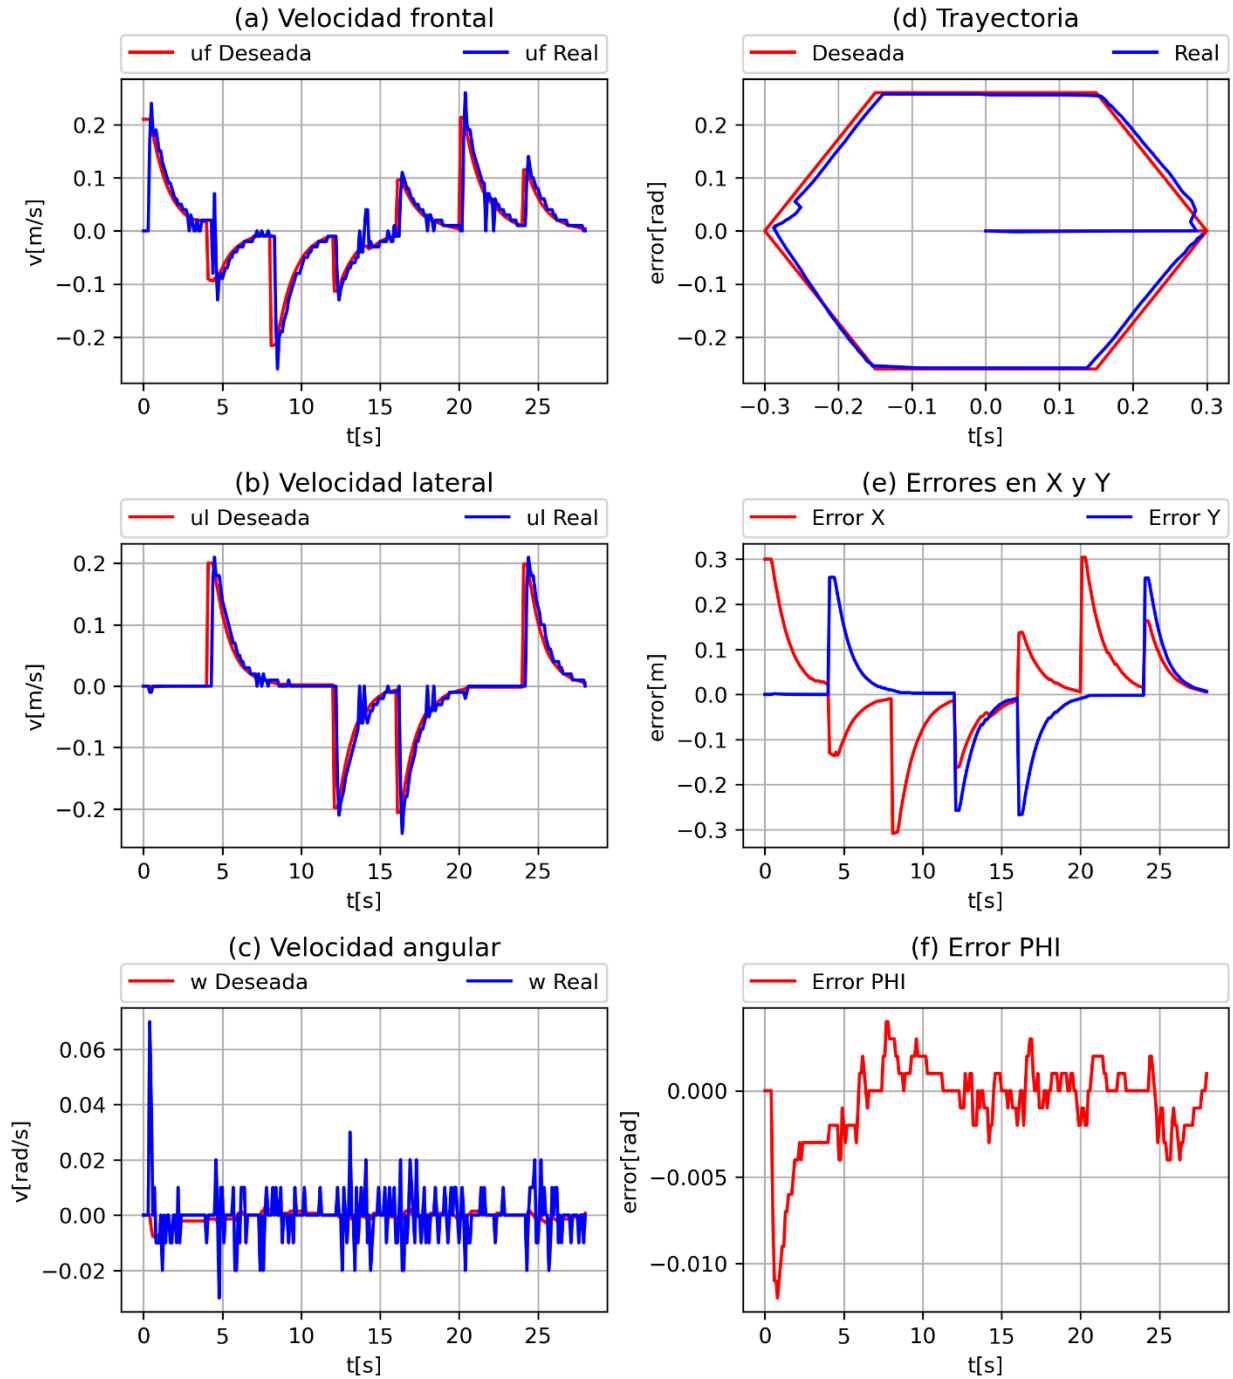 (a) Velocidad frontal
uf Deseada uf Real
0.2
0.1
0.0
−0.1
−0.2
v[m/s]
0 5 10 15 20 25
t[s]
(d) Trayectoria
Deseada Real
0.2
0.1
0.0
−0.1
−0.2
error[rad]
−0.3 −0.2 −0.1 0.0 0.1 0.2 0.3
t[s]
(b) Velocidad lateral
ul Deseada ul Real
0.2
0.1
0.0
−0.1
−0.2
v[m/s]
0 5 10 15 20 25
t[s]
(e) Errores en X y Y
Error X Error Y
0.3
0.2
0.1
0.0
−0.1
−0.2
−0.3
error[m]
0 5 10 15 20 25
t[s]
(c) Velocidad angular
w Deseada w Real
0.06
0.04
0.02
0.00
−0.02
v[rad/s]
0 5 10 15 20 25
t[s]
(f) Error PHI
Error PHI
0.000
−0.005
−0.010
error[rad]
0 5 10 15 20 25
t[s]